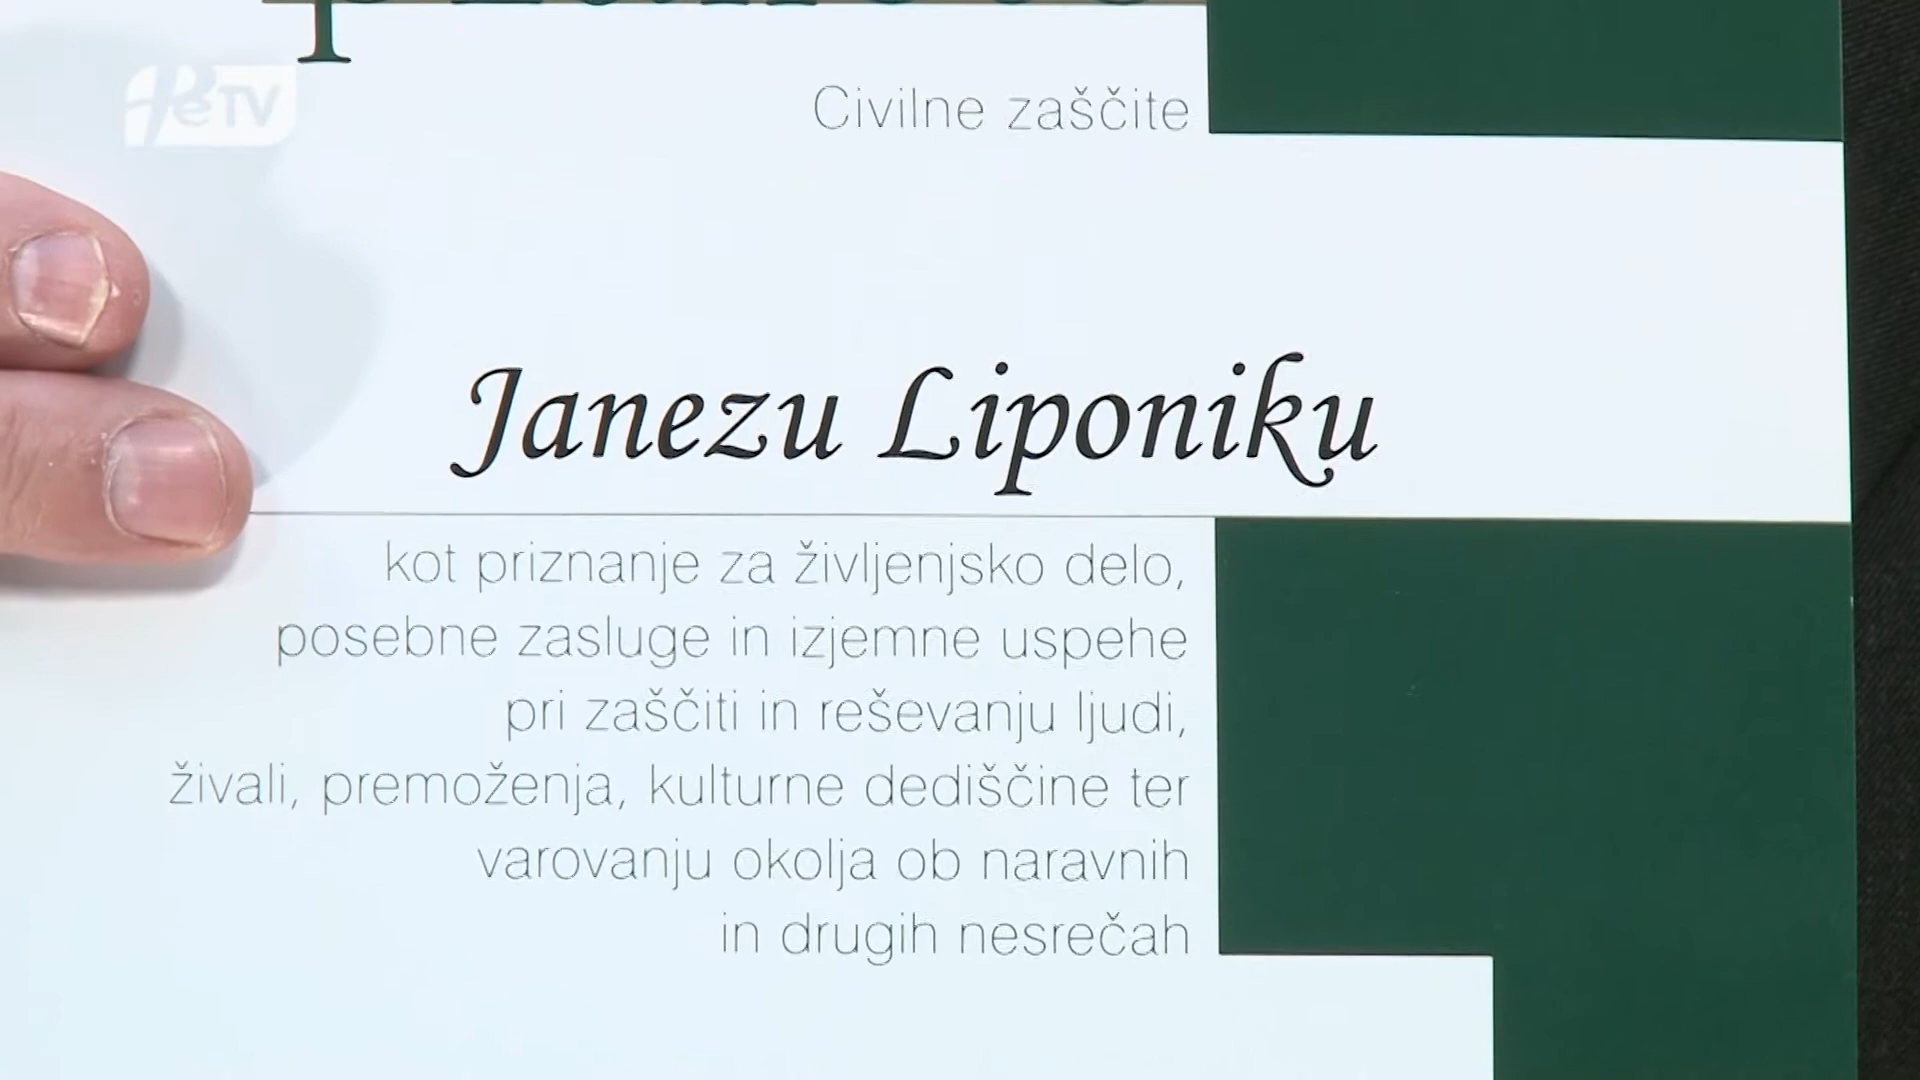 PeTV
Civilne zaščite
Janezu Liponiku
kot priznanje za življenjsko delo,
posebne zasluge in izjemne uspehe
pri zaščiti in reševanju ljudi,
živali, premoženja, kulturne dediščine ter
varovanju okolja ob naravnih
in drugih nesrečah